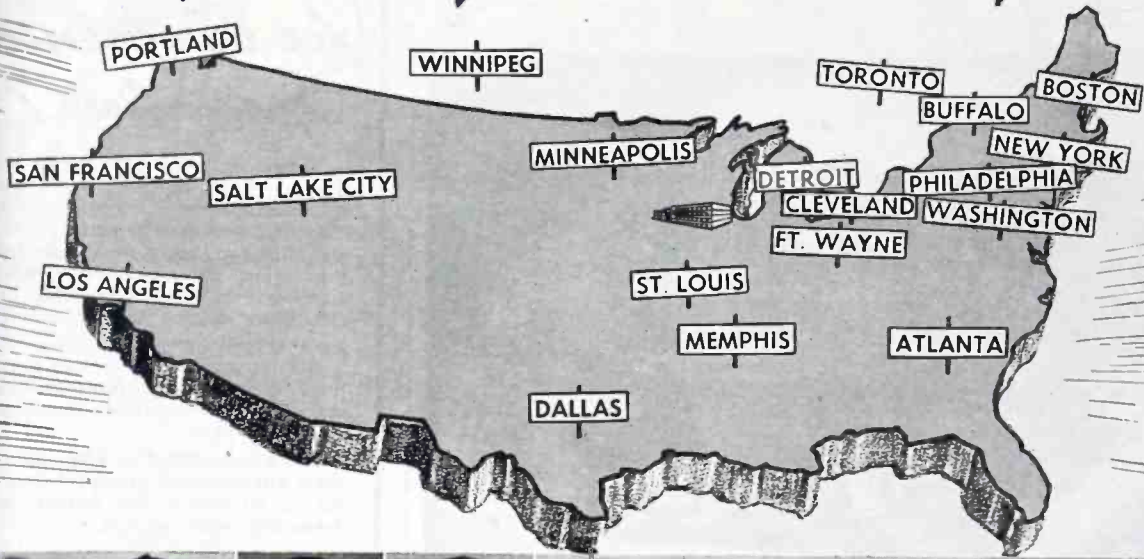 PORTLAND
WINNIPEG
TORONTO
BOSTON
BUFFALO
NEW YORK
MINNEAPOLIS
SAN FRANCISCO
SALT LAKE CITY
DETROIT
PHILADELPHIA
CLEVELAND
WASHINGTON
FT. WAYNE
LOS ANGELES
ST. LOUIS
MEMPHIS
ATLANTA
DALLAS